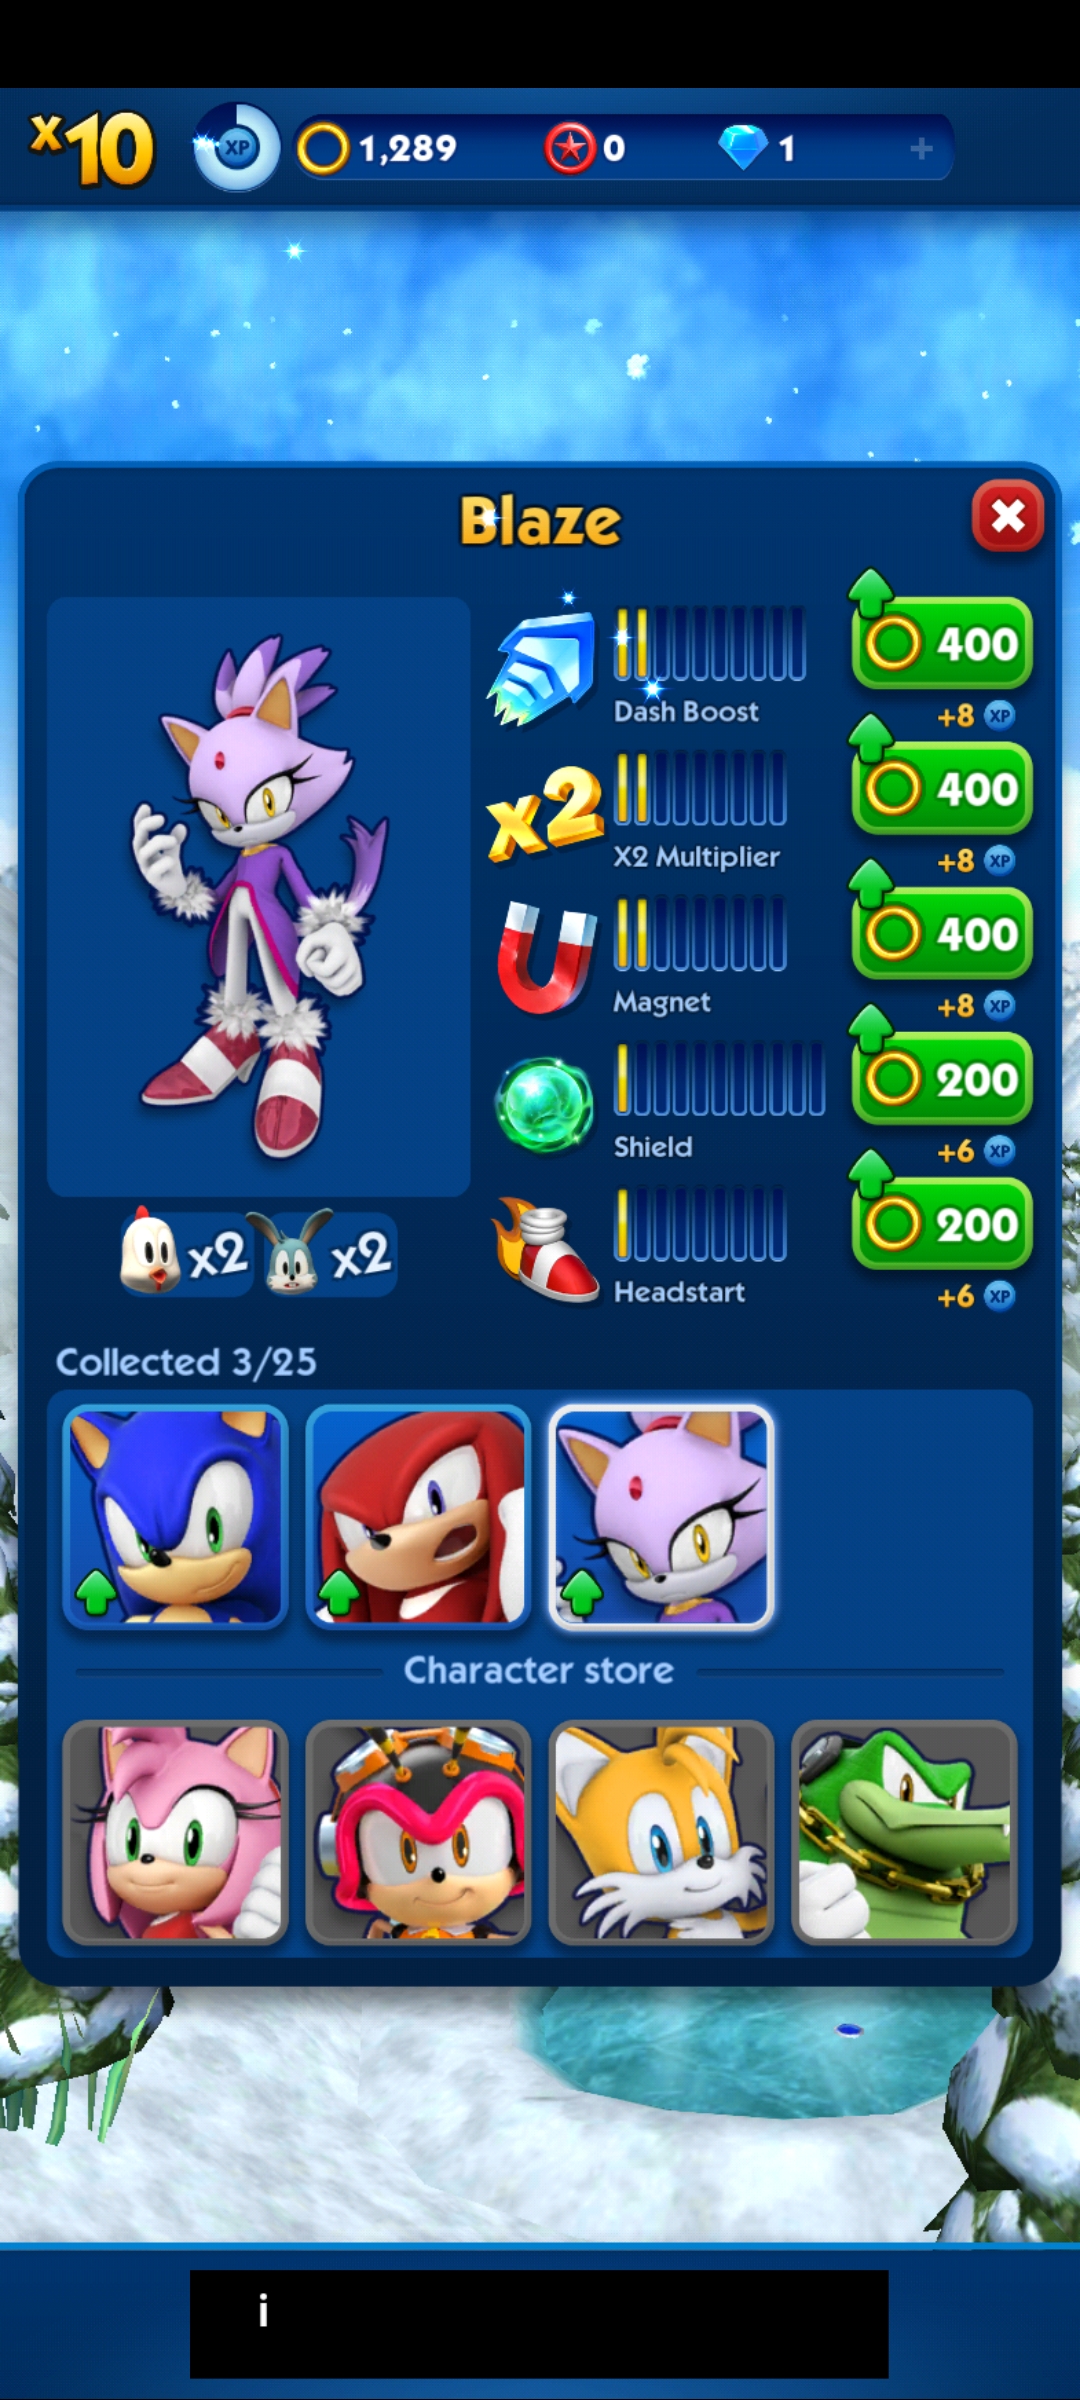 x10 XP 1,289 0 1 +
Blaze
400
Dash Boost
+8 XP
x2
400
X2 Multiplier
+8 XP
400
Magnet
+8 XP
200
Shield
+6 XP
200
Headstart
+6 XP
x2 x2
Collected 3/25
Character store
i